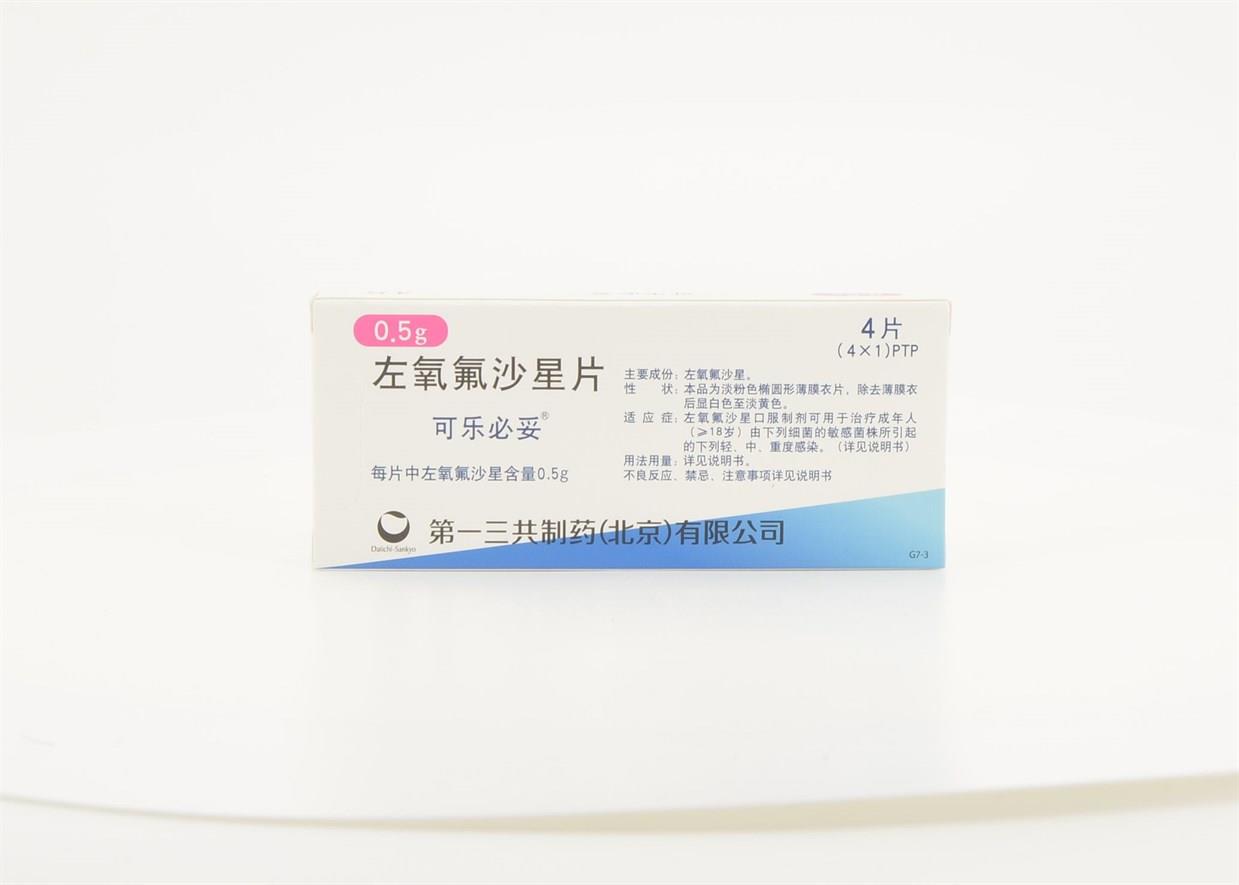 0.5g
左氧氟沙星片
可乐必妥®
每片中左氧氟沙星含量0.5g
4片
(4×1)PTP
主要成份：左氧氟沙星。
性　状：本品为淡粉色椭圆形薄膜衣片，除去薄膜衣
后显白色至淡黄色。
适应症：左氧氟沙星口服制剂可用于治疗成年人
（≥18岁）由下列细菌的敏感菌株所引起
的下列轻、中、重度感染。（详见说明书）
用法用量：详见说明书。
不良反应、禁忌、注意事项详见说明书
Daiichi-Sankyo
第一三共制药(北京)有限公司
G7-3